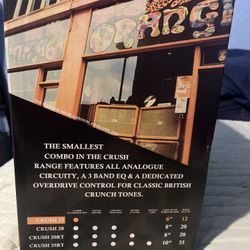 ORANGE
THE SMALLEST
COMBO IN THE CRUSH
RANGE FEATURES ALL ANALOGUE
CIRCUITY, A 3 BAND EQ & A DEDICATED
OVERDRIVE CONTROL FOR CLASSIC BRITISH
CRUNCH TONES.
CRUSH 12 6" 12
CRUSH 20 8" 20
CRUSH 20RT 8" 20
CRUSH 35RT 10" 35